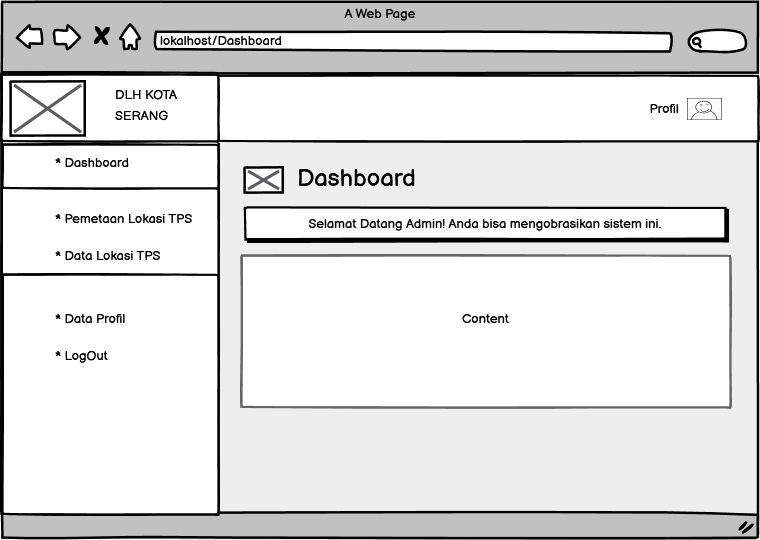 A Web Page
lokalhost/Dashboard
DLH KOTA
SERANG
Profil
* Dashboard
* Pemetaan Lokasi TPS
* Data Lokasi TPS
* Data Profil
* LogOut
Dashboard
Selamat Datang Admin! Anda bisa mengobrasikan sistem ini.
Content